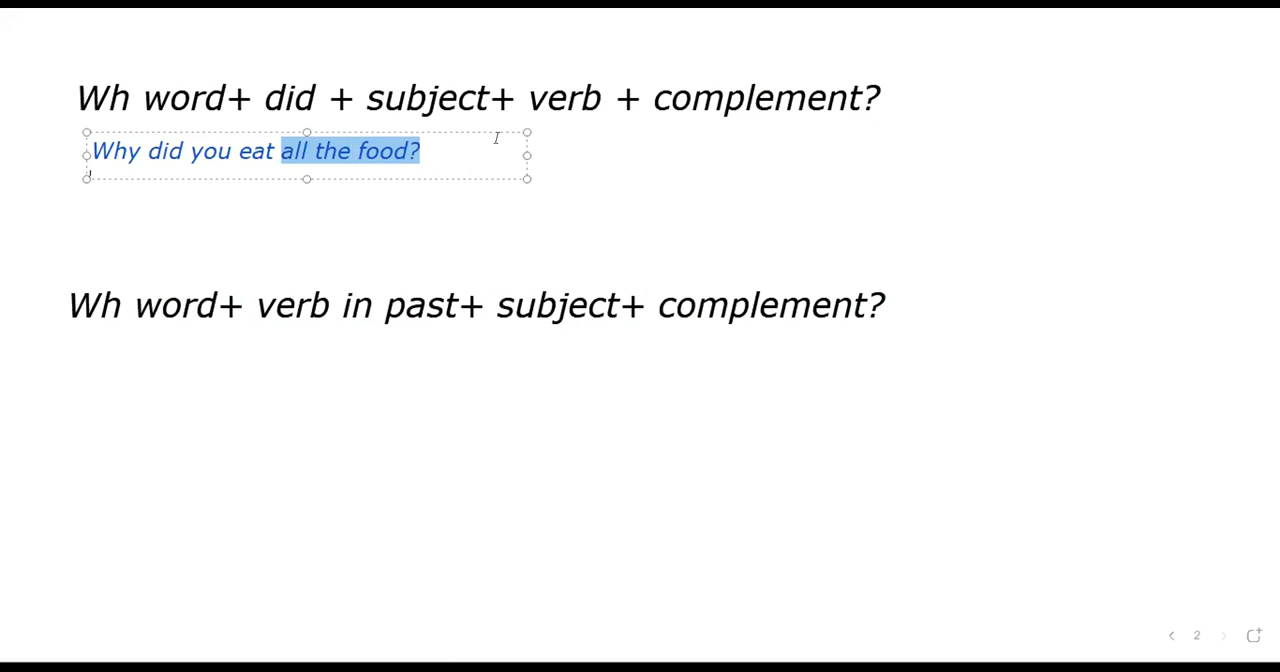 Wh word+ did + subject+ verb + complement?
Why did you eat all the food?
Wh word+ verb in past+ subject+ complement?
2